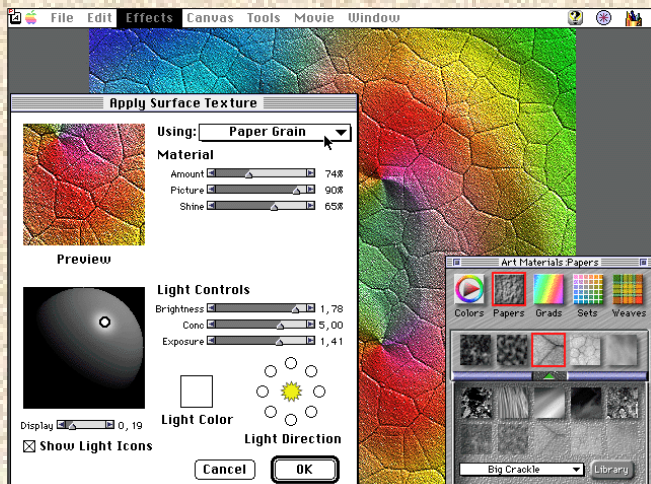 File Edit Effects Canvas Tools Movie Window
Apply Surface Texture
Using: Paper Grain
Material
Amount 74%
Picture 90%
Shine 65%
Preview
Light Controls
Brightness 1,78
Conc 5,00
Exposure 1,41
Display 0,19
Show Light Icons
Light Color
Light Direction
Cancel OK
Art Materials:Papers
Colors Papers Grads Sets Weaves
Big Crackle Library